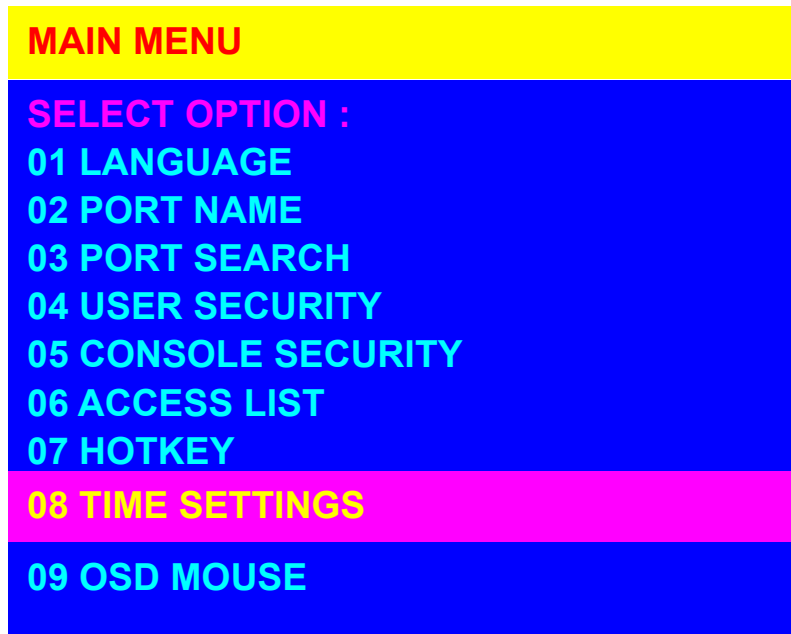 MAIN MENU
SELECT OPTION :
01 LANGUAGE
02 PORT NAME
03 PORT SEARCH
04 USER SECURITY
05 CONSOLE SECURITY
06 ACCESS LIST
07 HOTKEY
08 TIME SETTINGS
09 OSD MOUSE